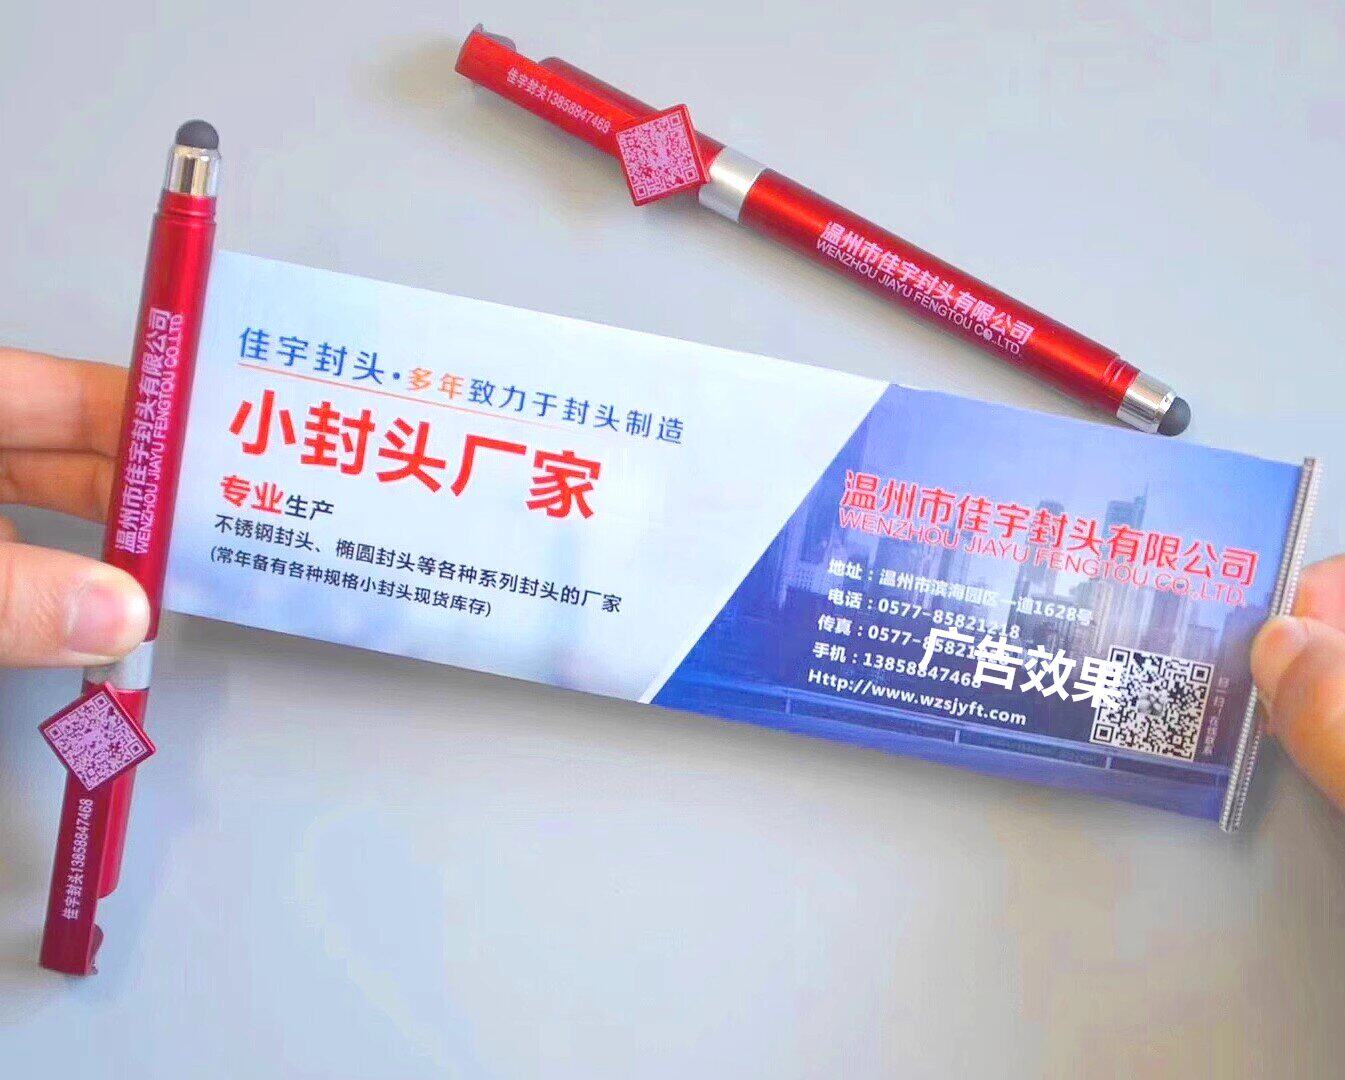 佳宇封头13858847468
温州市佳宇封头有限公司
WENZHOU JIAYU FENGTOU CO.,LTD.
温州市佳宇封头有限公司
WENZHOU JIAYU FENGTOU CO.,LTD.
佳宇封头13858847468
佳宇封头·多年致力于封头制造
小封头厂家
专业生产
不锈钢封头、椭圆封头等各种系列封头的厂家
(常年备有各种规格小封头现货库存)
温州市佳宇封头有限公司
WENZHOU JIAYU FENGTOU CO.,LTD.
地址：温州市滨海园区一道1628号
电话：0577-85821218
传真：0577-858212
手机：13858847468
Http://www.wzsjyft.com
广告效果